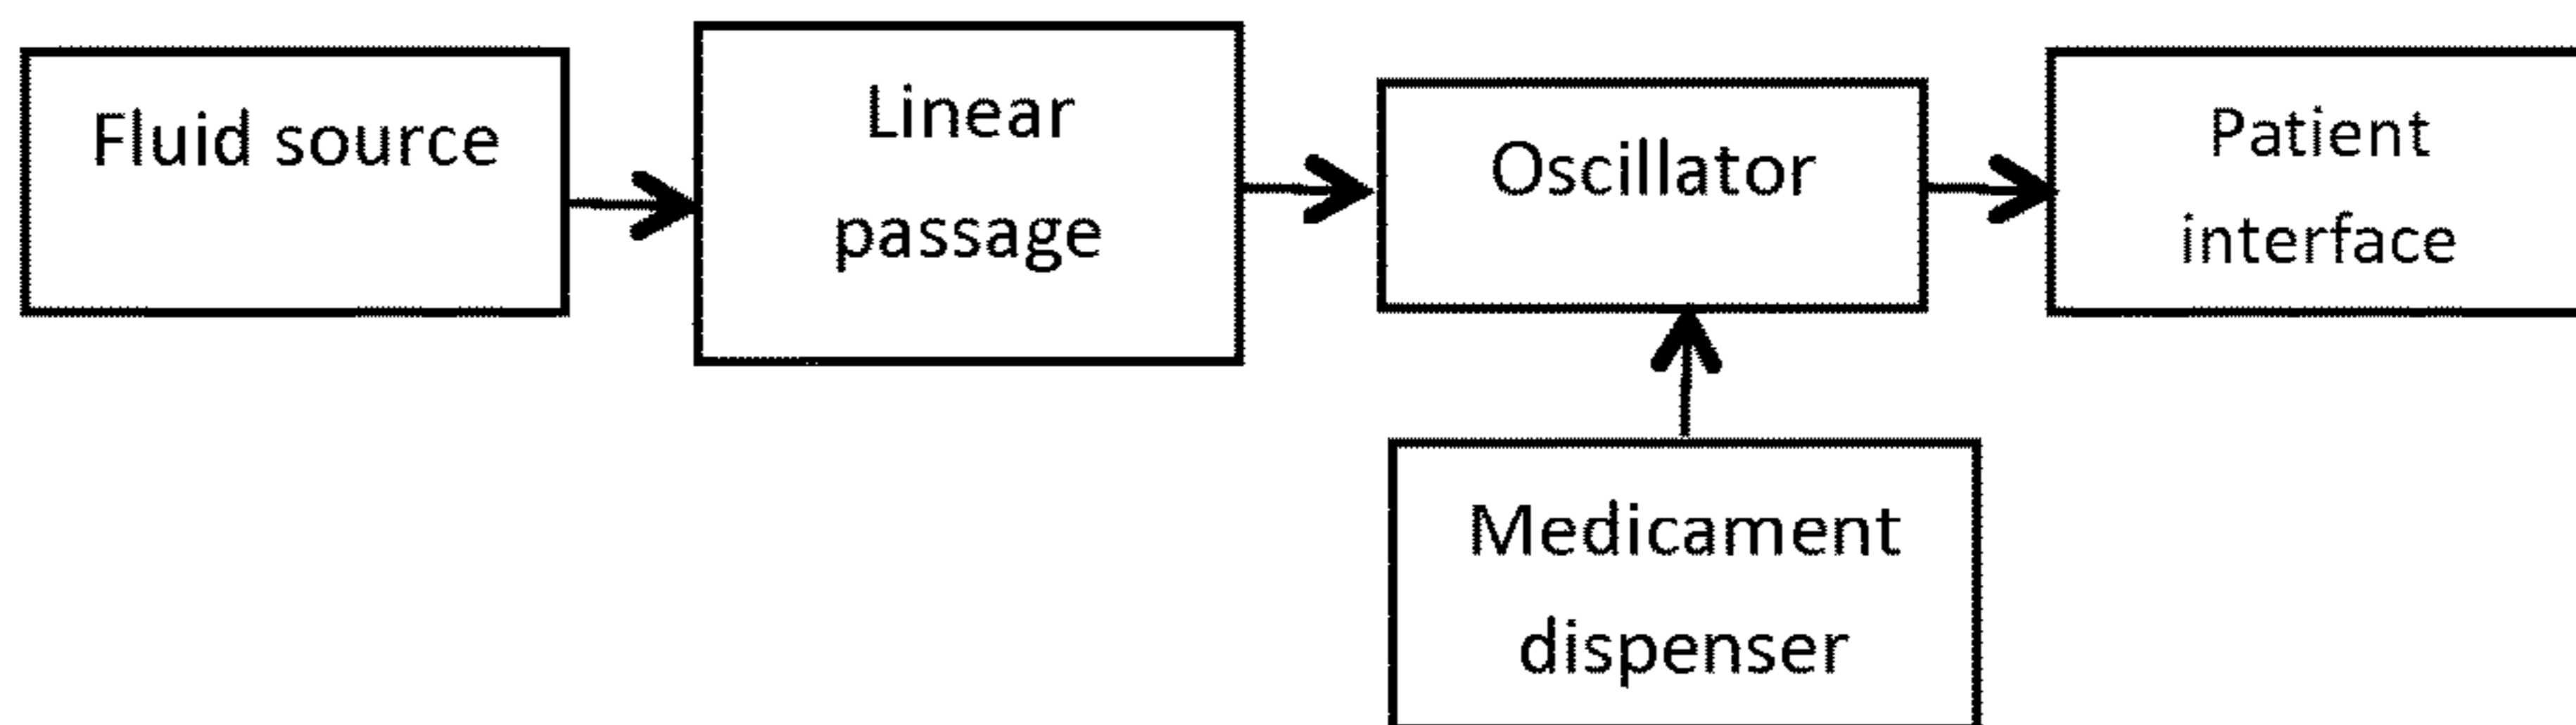 Fluid source
Linear
passage
Oscillator
Patient
interface
Medicament
dispenser